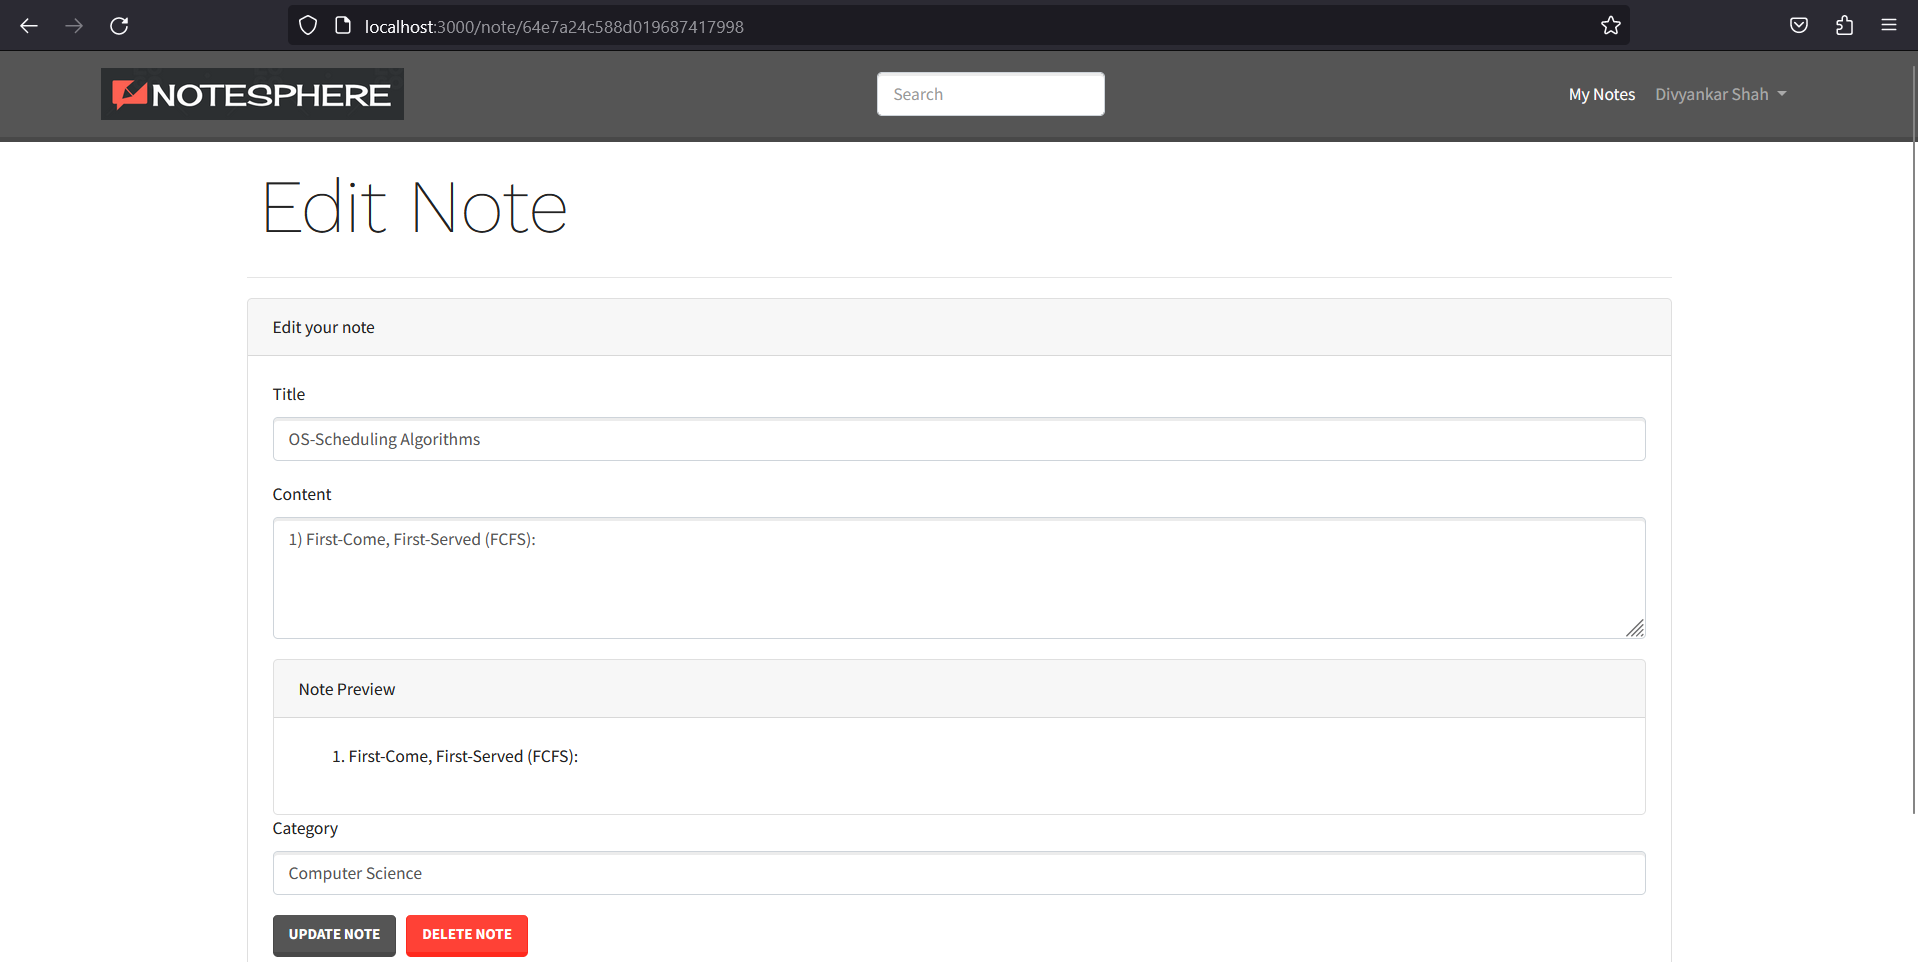 localhost:3000/note/64e7a24c588d019687417998
NOTESPHERE
Search
My Notes
Divyankar Shah
Edit Note
Edit your note
Title
OS-Scheduling Algorithms
Content
1) First-Come, First-Served (FCFS):
Note Preview
1. First-Come, First-Served (FCFS):
Category
Computer Science
UPDATE NOTE
DELETE NOTE